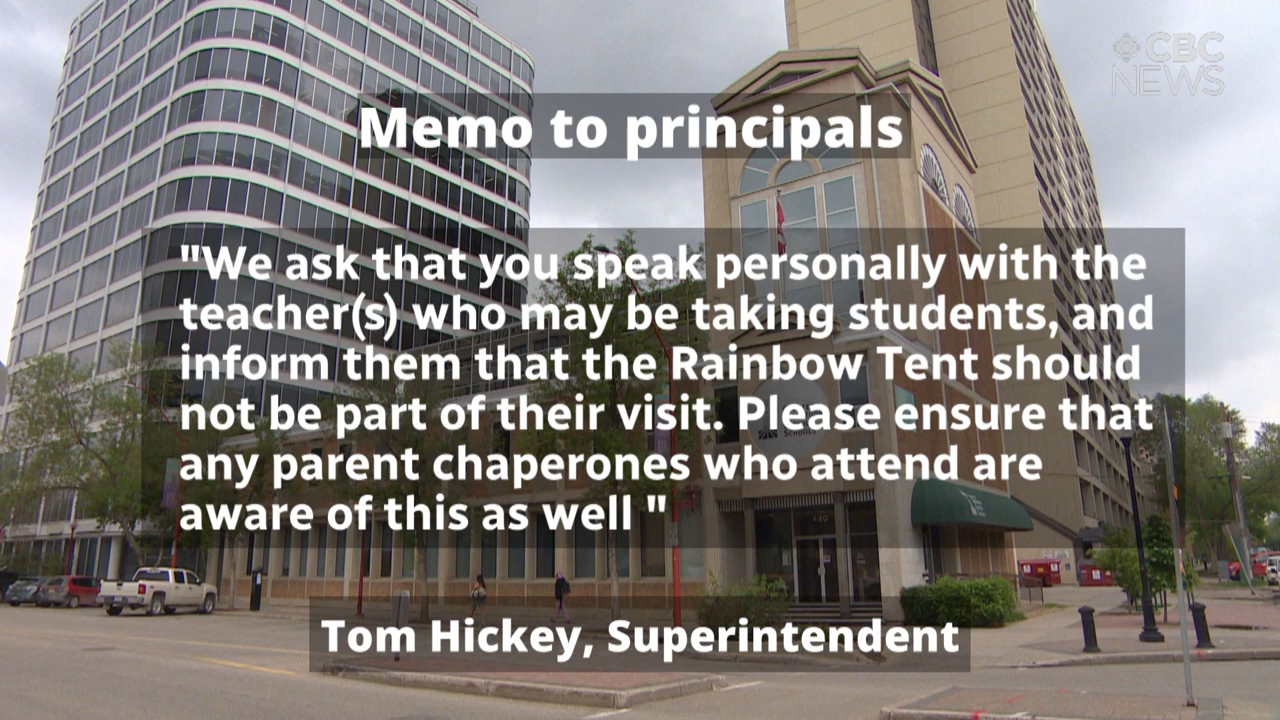 CBC
NEWS
Memo to principals
"We ask that you speak personally with the
teacher(s) who may be taking students, and
inform them that the Rainbow Tent should
not be part of their visit. Please ensure that
any parent chaperones who attend are
aware of this as well "
Tom Hickey, Superintendent